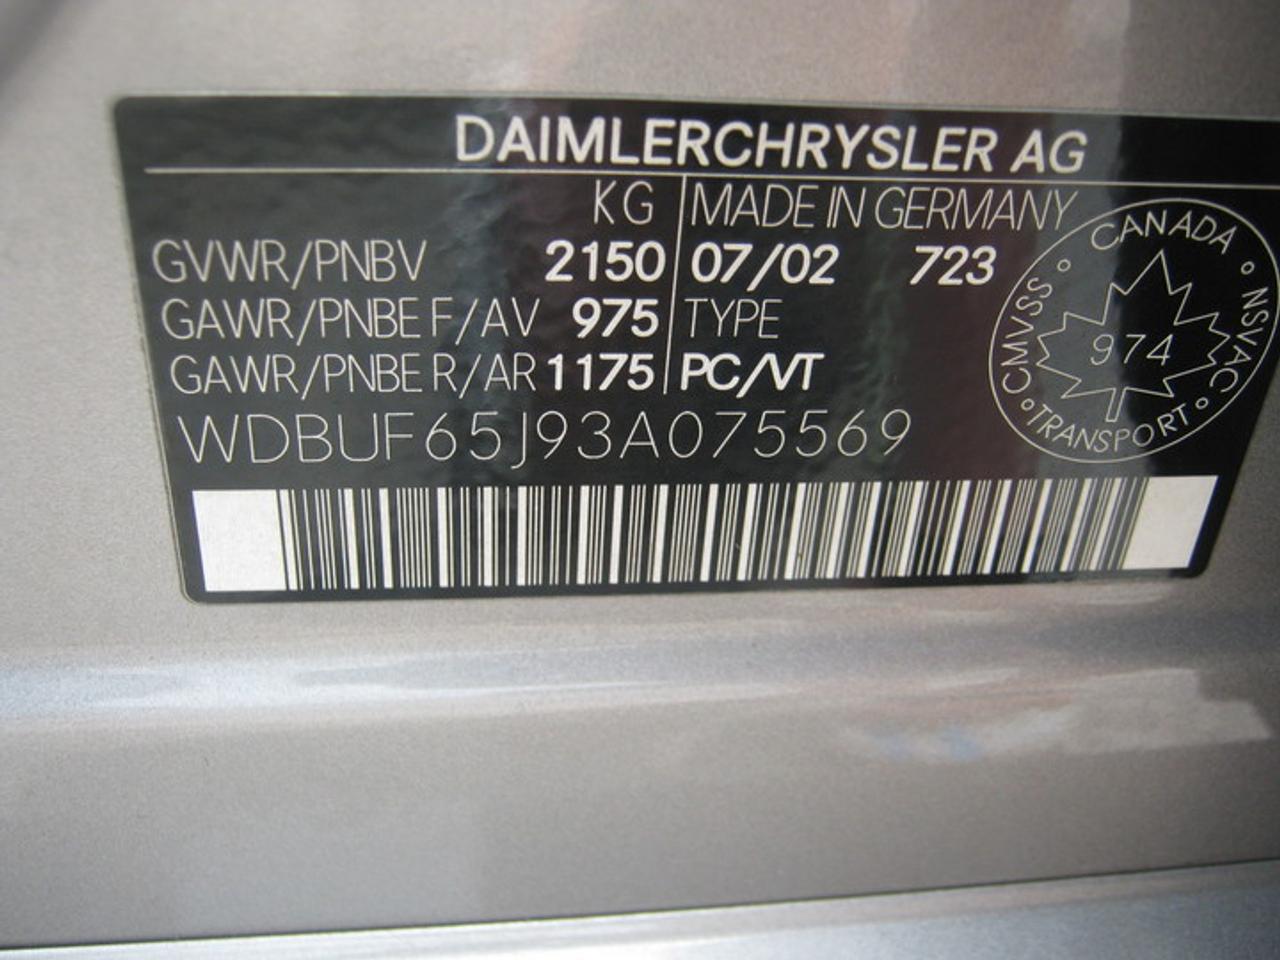 DAIMLERCHRYSLER AG
KG MADE IN GERMANY
GVWR/PNBV 2150 07/02 723
GAWR/PNBE F/AV 975 TYPE
GAWR/PNBE R/AR 1175 PC/VT
WDBUF65J93A075569
CANADA
CMVSS NSVAC
974
TRANSPORT